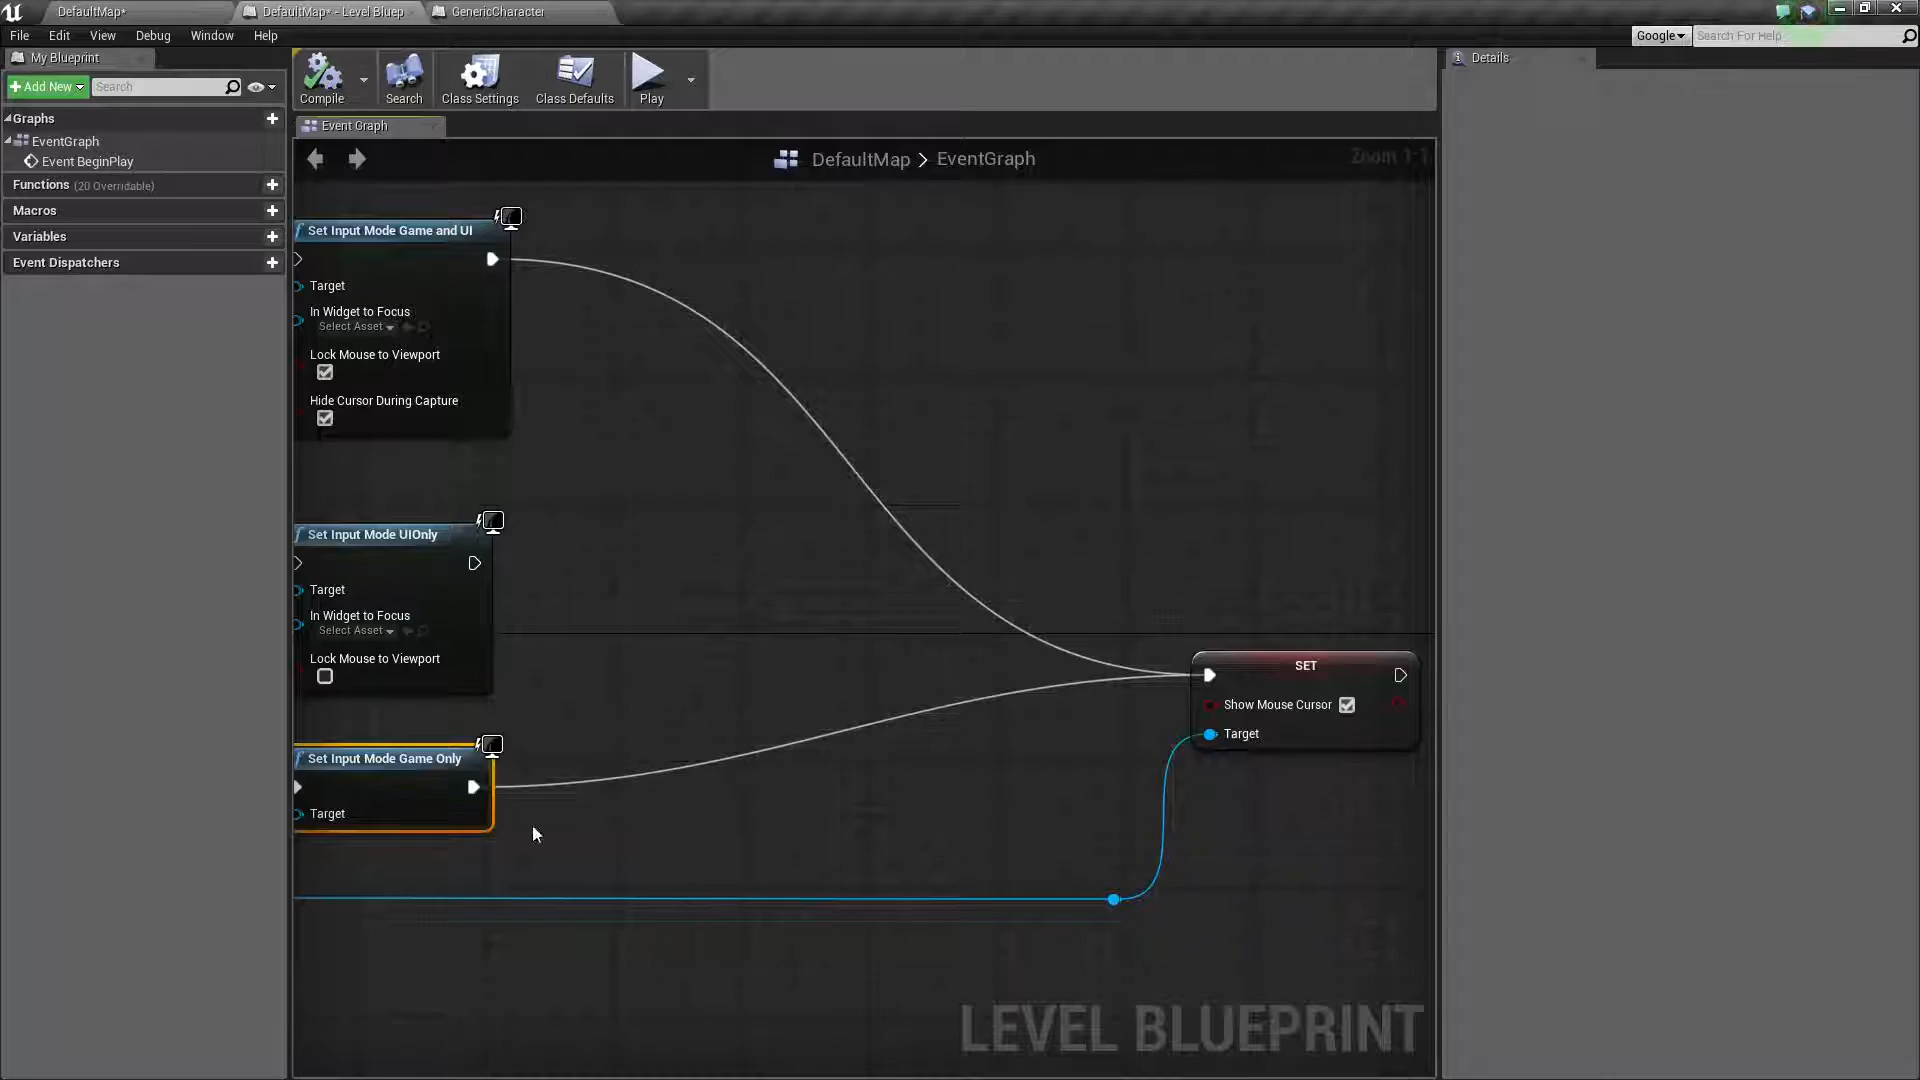 DefaultMap*
DefaultMap* - Level Bluep
GenericCharacter
File
Edit
View
Debug
Window
Help
Google
Search For Help
My Blueprint
Details
Add New
Search
Compile
Search
Class Settings
Class Defaults
Play
Graphs
EventGraph
Event BeginPlay
Functions (20 Overridable)
Macros
Variables
Event Dispatchers
Event Graph
DefaultMap > EventGraph
Zoom 1:1
Set Input Mode Game and UI
Target
In Widget to Focus
Select Asset
Lock Mouse to Viewport
Hide Cursor During Capture
Set Input Mode UIOnly
Target
In Widget to Focus
Select Asset
Lock Mouse to Viewport
SET
Show Mouse Cursor
Target
Set Input Mode Game Only
Target
LEVEL BLUEPRINT